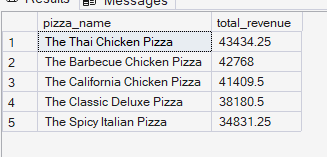 Results Messages
pizza_name total_revenue
1 The Thai Chicken Pizza 43434.25
2 The Barbecue Chicken Pizza 42768
3 The California Chicken Pizza 41409.5
4 The Classic Deluxe Pizza 38180.5
5 The Spicy Italian Pizza 34831.25